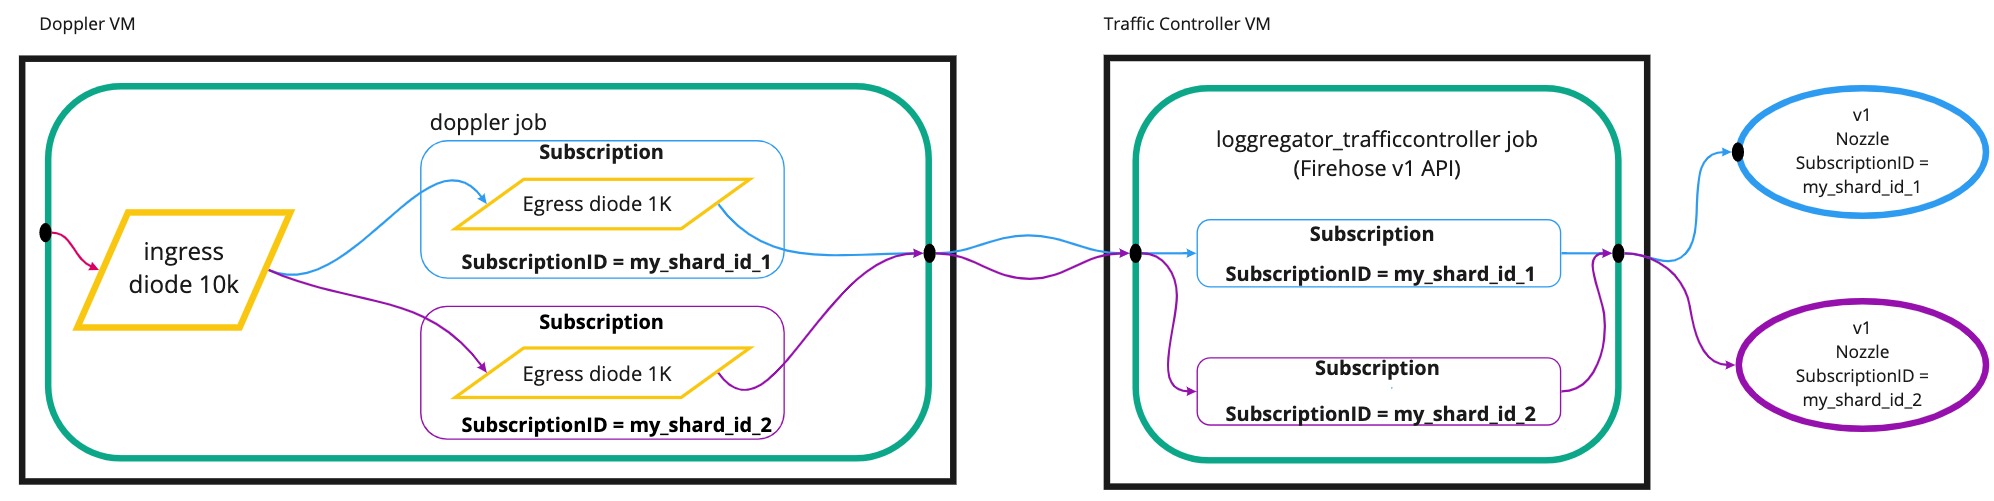 Doppler VM
doppler job
ingress
diode 10k
Subscription
Egress diode 1K
SubscriptionID = my_shard_id_1
Subscription
Egress diode 1K
SubscriptionID = my_shard_id_2
Traffic Controller VM
loggregator_trafficcontroller job
(Firehose v1 API)
Subscription
SubscriptionID = my_shard_id_1
Subscription
SubscriptionID = my_shard_id_2
v1
Nozzle
SubscriptionID =
my_shard_id_1
v1
Nozzle
SubscriptionID =
my_shard_id_2